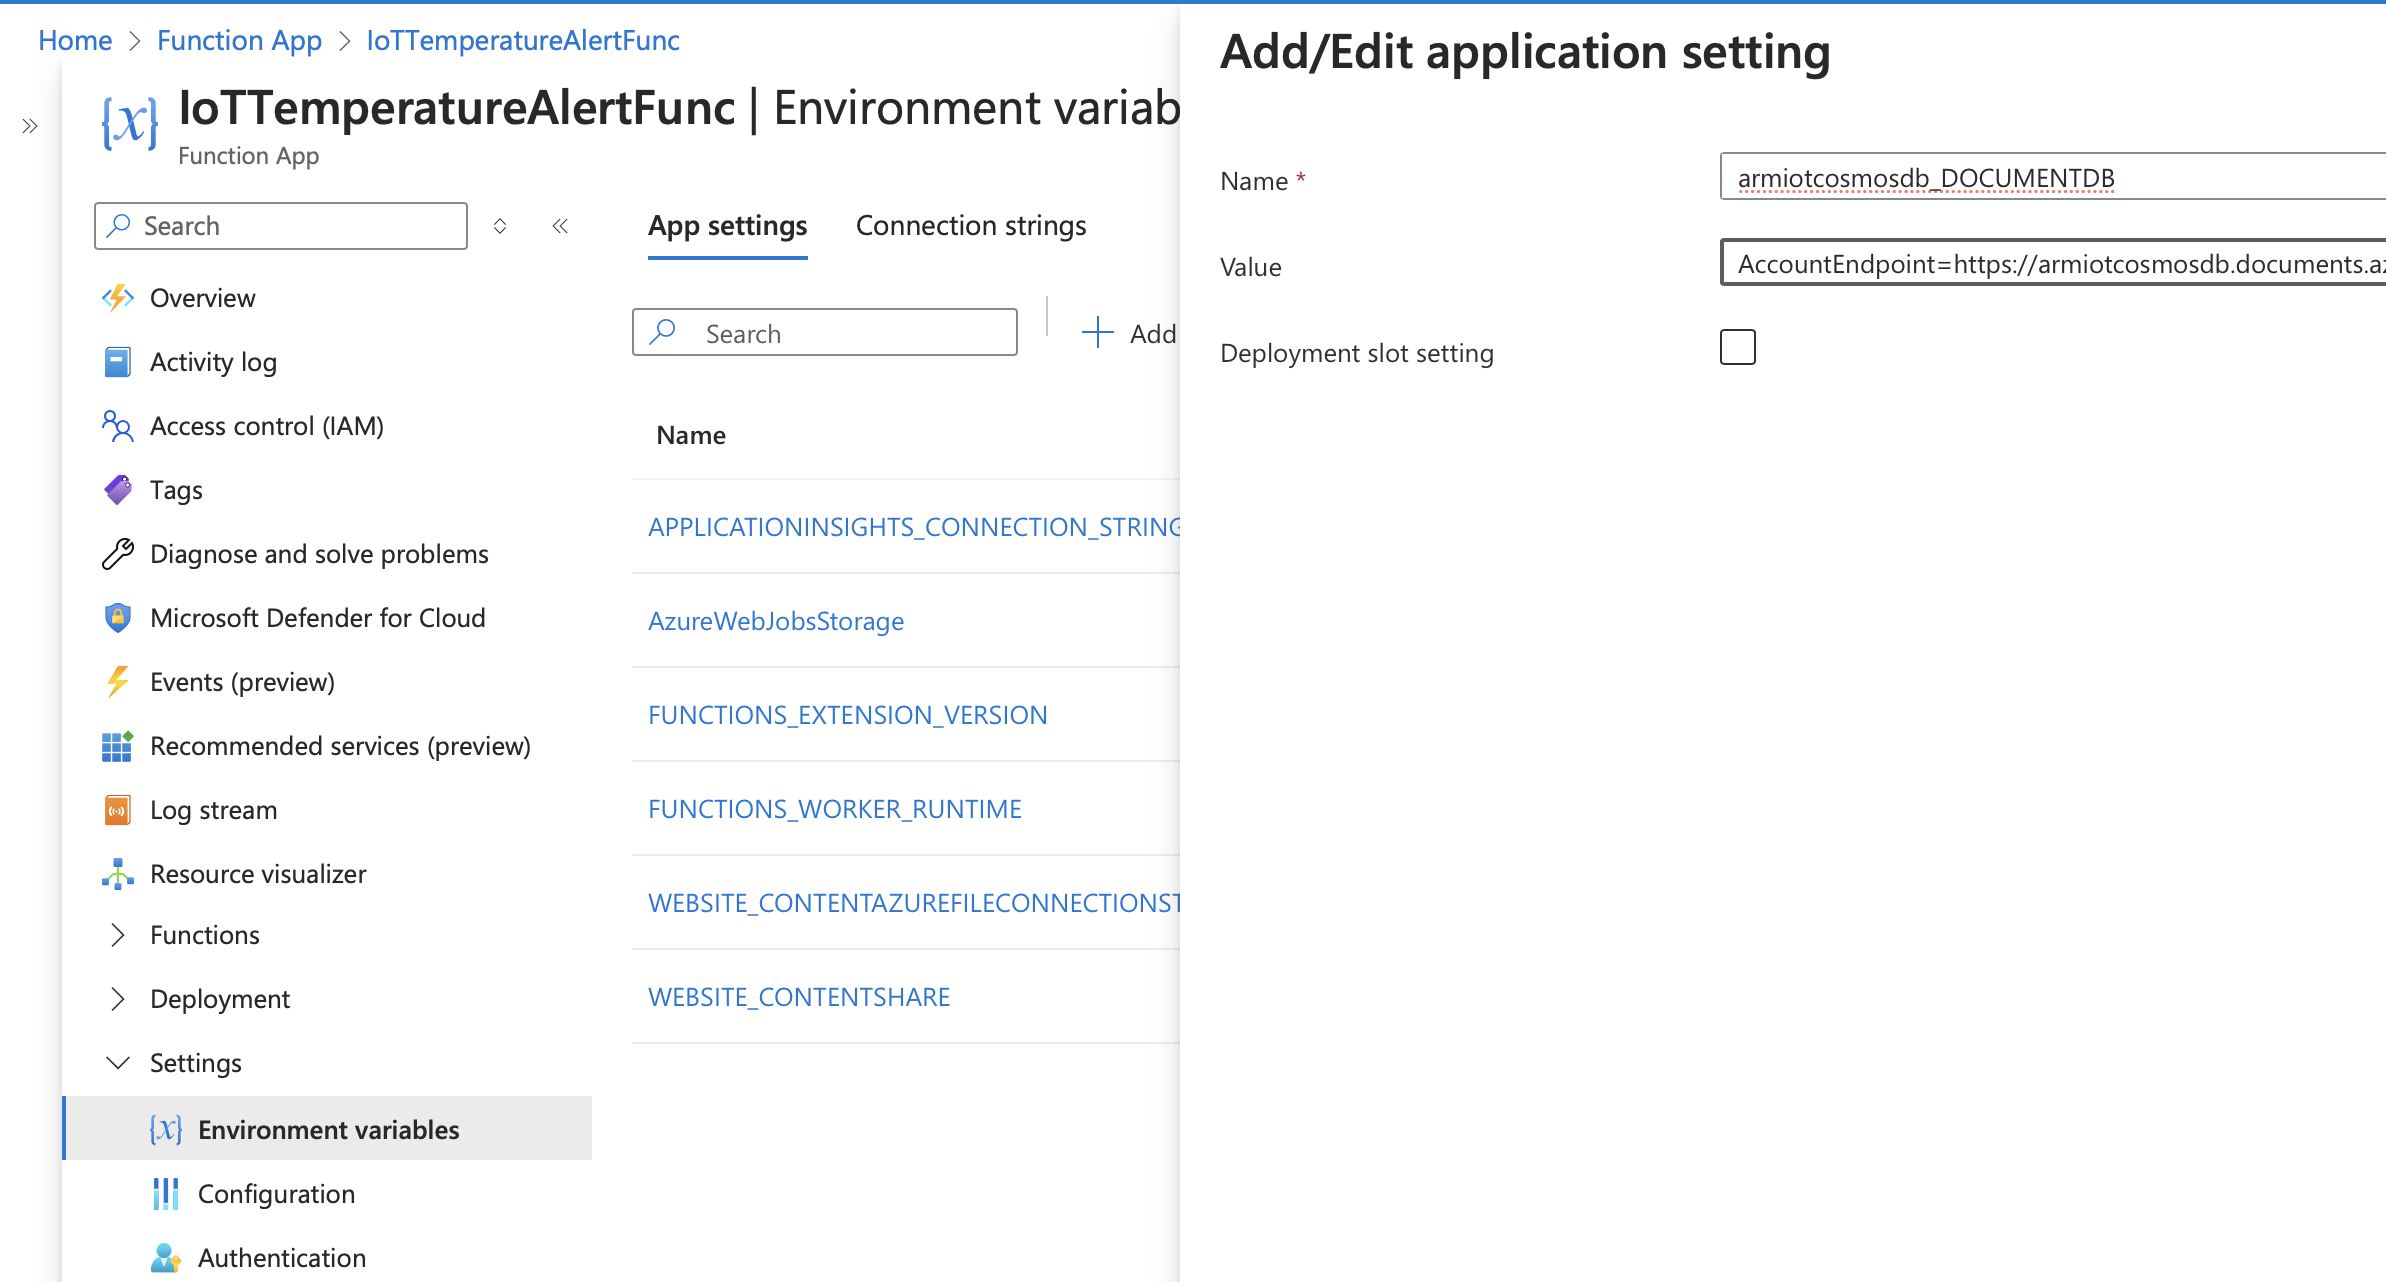 Home > Function App > IoTTemperatureAlertFunc
IoTTemperatureAlertFunc | Environment variab
Function App
Search
Overview
Activity log
Access control (IAM)
Tags
Diagnose and solve problems
Microsoft Defender for Cloud
Events (preview)
Recommended services (preview)
Log stream
Resource visualizer
Functions
Deployment
Settings
Environment variables
Configuration
Authentication
App settings Connection strings
Search Add
Name
APPLICATIONINSIGHTS_CONNECTION_STRING
AzureWebJobsStorage
FUNCTIONS_EXTENSION_VERSION
FUNCTIONS_WORKER_RUNTIME
WEBSITE_CONTENTAZUREFILECONNECTIONST
WEBSITE_CONTENTSHARE
Add/Edit application setting
Name * armiotcosmosdb_DOCUMENTDB
Value AccountEndpoint=https://armiotcosmosdb.documents.az
Deployment slot setting